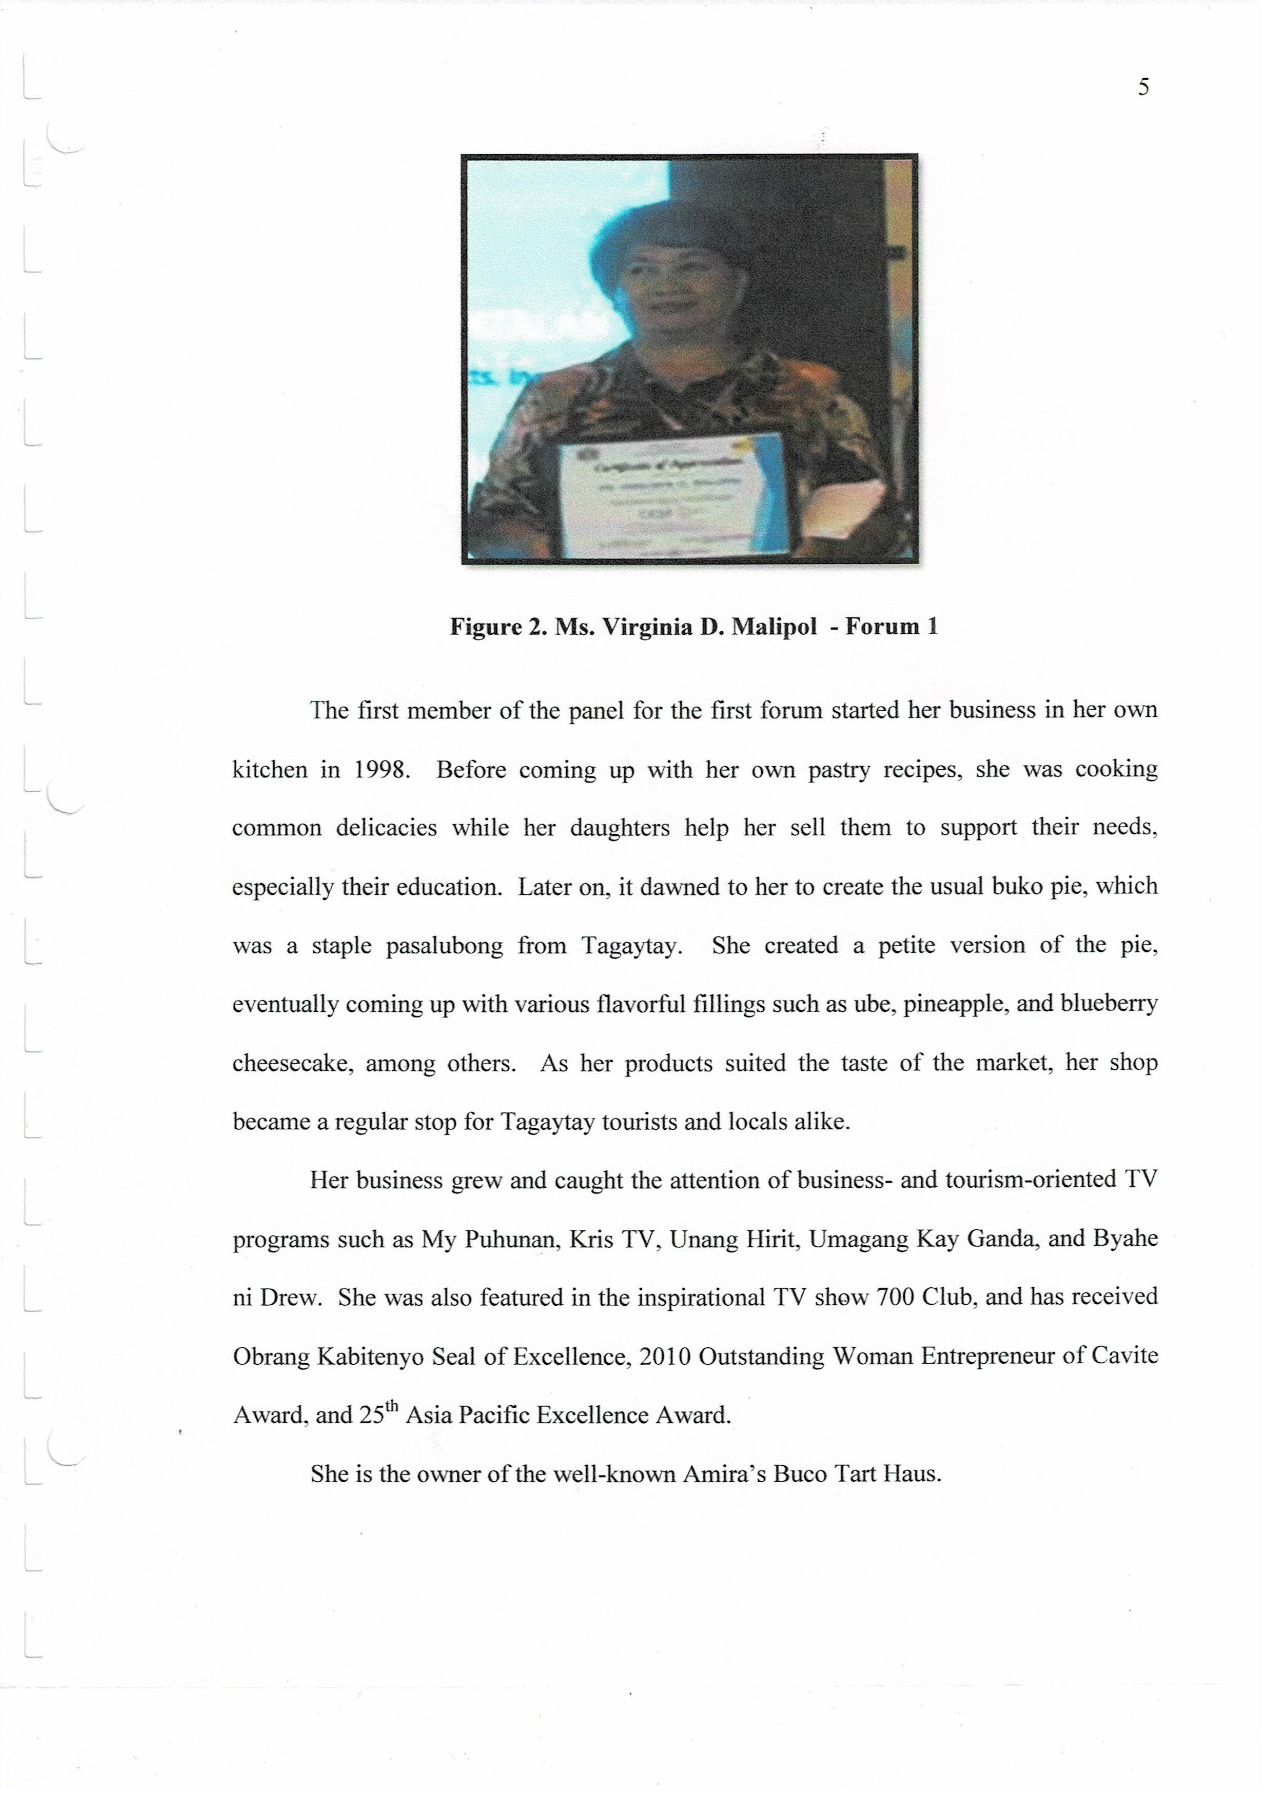 5
Certificate of Appreciation
Figure 2. Ms. Virginia D. Malipol - Forum 1
The first member of the panel for the first forum started her business in her own
kitchen in 1998. Before coming up with her own pastry recipes, she was cooking
common delicacies while her daughters help her sell them to support their needs,
especially their education. Later on, it dawned to her to create the usual buko pie, which
was a staple pasalubong from Tagaytay. She created a petite version of the pie,
eventually coming up with various flavorful fillings such as ube, pineapple, and blueberry
cheesecake, among others. As her products suited the taste of the market, her shop
became a regular stop for Tagaytay tourists and locals alike.
Her business grew and caught the attention of business- and tourism-oriented TV
programs such as My Puhunan, Kris TV, Unang Hirit, Umagang Kay Ganda, and Byahe
ni Drew. She was also featured in the inspirational TV show 700 Club, and has received
Obrang Kabitenyo Seal of Excellence, 2010 Outstanding Woman Entrepreneur of Cavite
Award, and 25th Asia Pacific Excellence Award.
She is the owner of the well-known Amira's Buco Tart Haus.